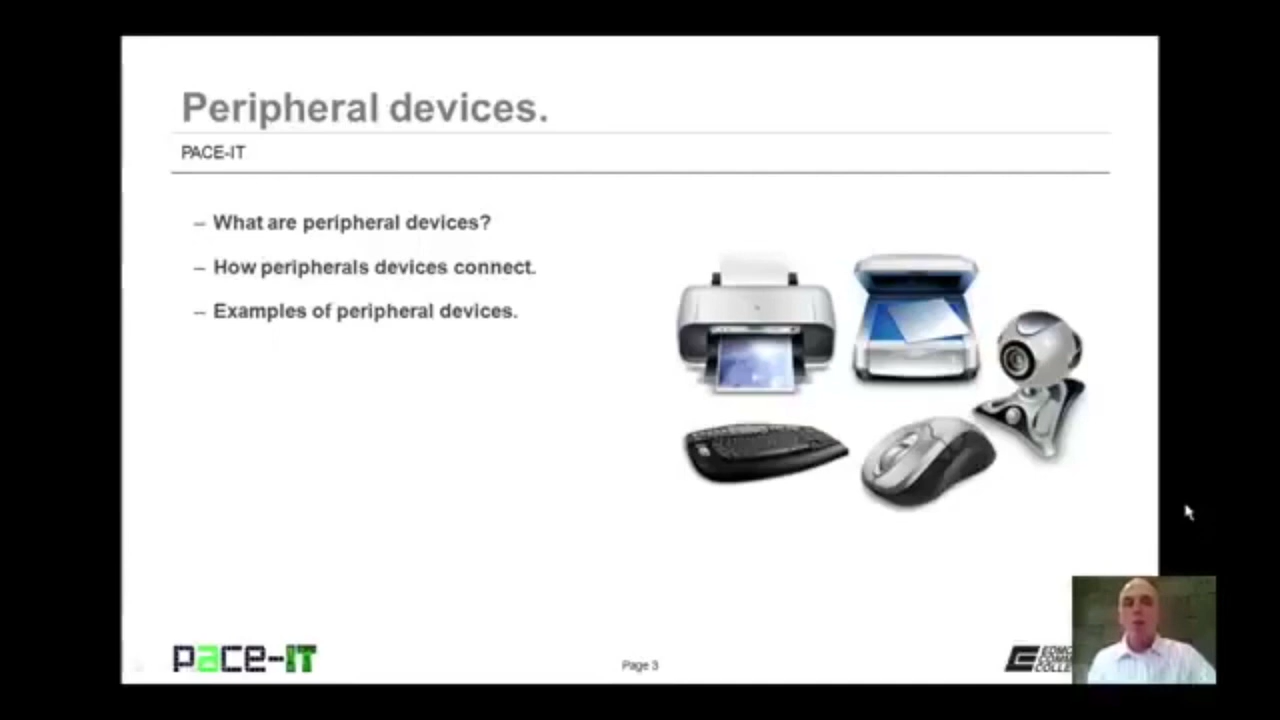 Peripheral devices.
PACE-IT
– What are peripheral devices?
– How peripherals devices connect.
– Examples of peripheral devices.
pace-IT
Page 3